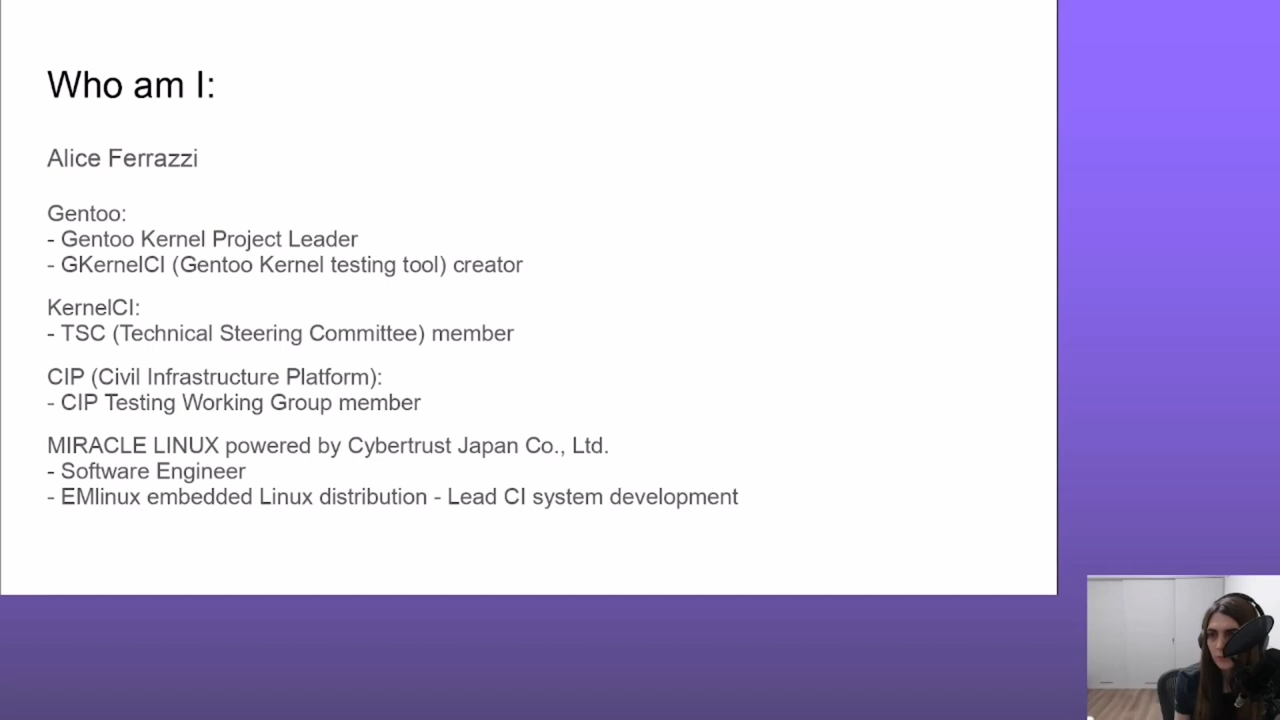 Who am I:
Alice Ferrazzi
Gentoo:
- Gentoo Kernel Project Leader
- GKernelCI (Gentoo Kernel testing tool) creator
KernelCI:
- TSC (Technical Steering Committee) member
CIP (Civil Infrastructure Platform):
- CIP Testing Working Group member
MIRACLE LINUX powered by Cybertrust Japan Co., Ltd.
- Software Engineer
- EMlinux embedded Linux distribution - Lead CI system development